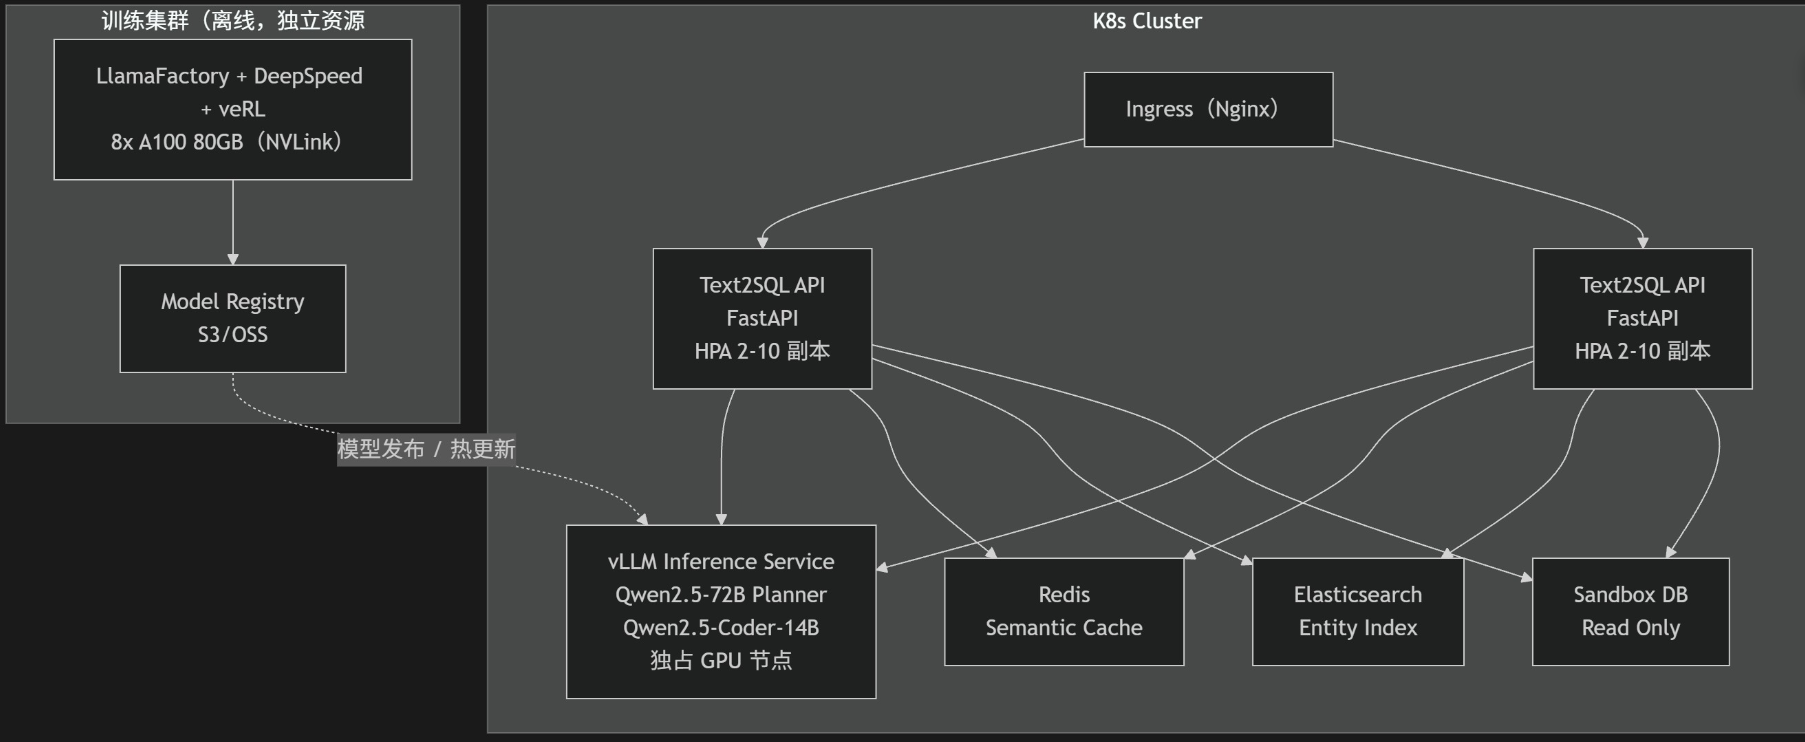 训练集群（离线，独立资源
LlamaFactory + DeepSpeed
+ veRL
8x A100 80GB（NVLink）
Model Registry
S3/OSS
模型发布 / 热更新
K8s Cluster
Ingress（Nginx）
Text2SQL API
FastAPI
HPA 2-10 副本
Text2SQL API
FastAPI
HPA 2-10 副本
vLLM Inference Service
Qwen2.5-72B Planner
Qwen2.5-Coder-14B
独占 GPU 节点
Redis
Semantic Cache
Elasticsearch
Entity Index
Sandbox DB
Read Only